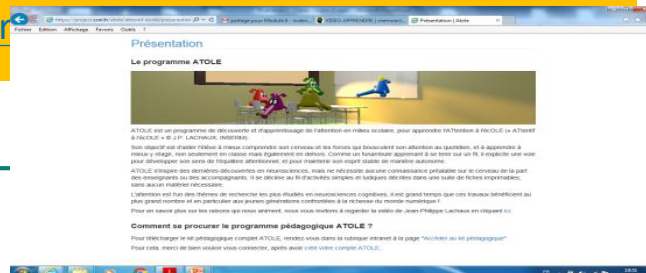 Fichier Edition Affichage Favoris Outils ?
Présentation | Atole
Présentation
Le programme ATOLE
ATOLE est un programme de découverte et d'apprentissage de l'attention en milieu scolaire, pour apprendre l'ATtention à l'écOLE (« ATtentif
à l'écOLE » © J.P. LACHAUX, INSERM).
Son objectif est d'aider l'élève à mieux comprendre son cerveau et les forces qui bousculent son attention au quotidien, et à apprendre à
mieux y réagir, non seulement en classe mais également en dehors. Comme un funambule apprenant à se tenir sur un fil, il explicite une voie
pour développer son sens de l'équilibre attentionnel, et pour maintenir son esprit stable de manière autonome.
ATOLE s'inspire des dernières découvertes en neurosciences, mais ne nécessite aucune connaissance préalable sur le cerveau de la part
des enseignants ou des accompagnants. Il se décline au fil d'activités simples et ludiques décrites dans une suite de fiches imprimables,
sans aucun matériel nécessaire.
L'attention est l'un des thèmes de recherche les plus étudiés en neurosciences cognitives, il est grand temps que ces travaux bénéficient au
plus grand nombre et en particulier aux jeunes générations confrontées à la richesse du monde numérique !
Pour en savoir plus sur les raisons qui nous animent, nous vous invitons à regarder la vidéo de Jean-Philippe Lachaux en cliquant ici.
Comment se procurer le programme pédagogique ATOLE ?
Pour télécharger le kit pédagogique complet ATOLE, rendez-vous dans la rubrique intranet à la page "Accéder au kit pédagogique"
Pour cela, merci de bien vouloir vous connecter, après avoir créé votre compte ATOLE.